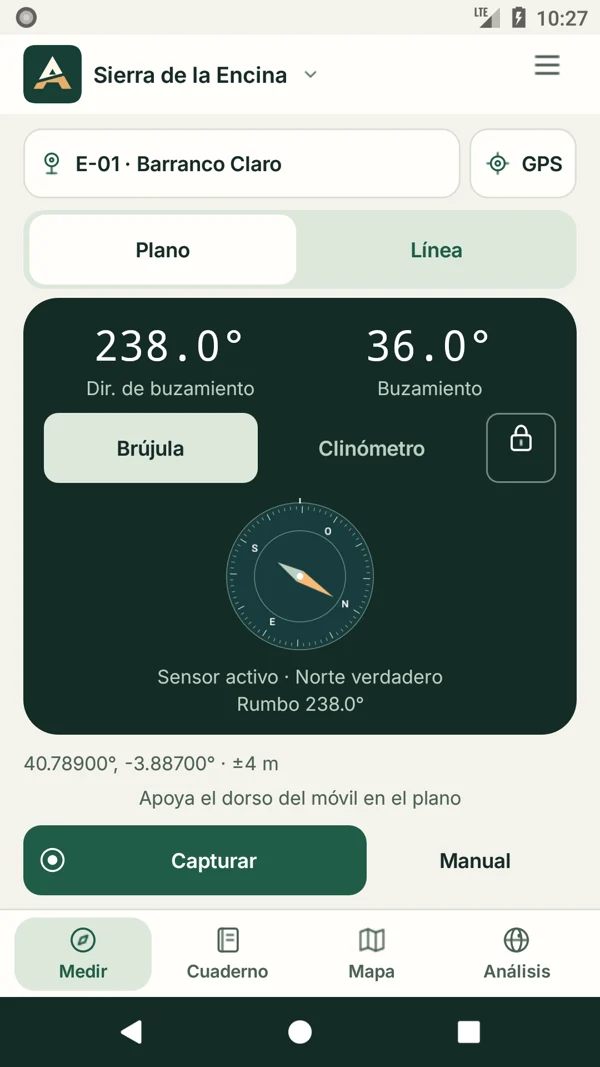 LTE 10:27
Sierra de la Encina
E-01 · Barranco Claro
GPS
Plano
Línea
238.0° 36.0°
Dir. de buzamiento Buzamiento
Brújula
Clinómetro
O
S
N
E
Sensor activo · Norte verdadero
Rumbo 238.0°
40.78900°, -3.88700° · ±4 m
Apoya el dorso del móvil en el plano
Capturar
Manual
Medir
Cuaderno
Mapa
Análisis